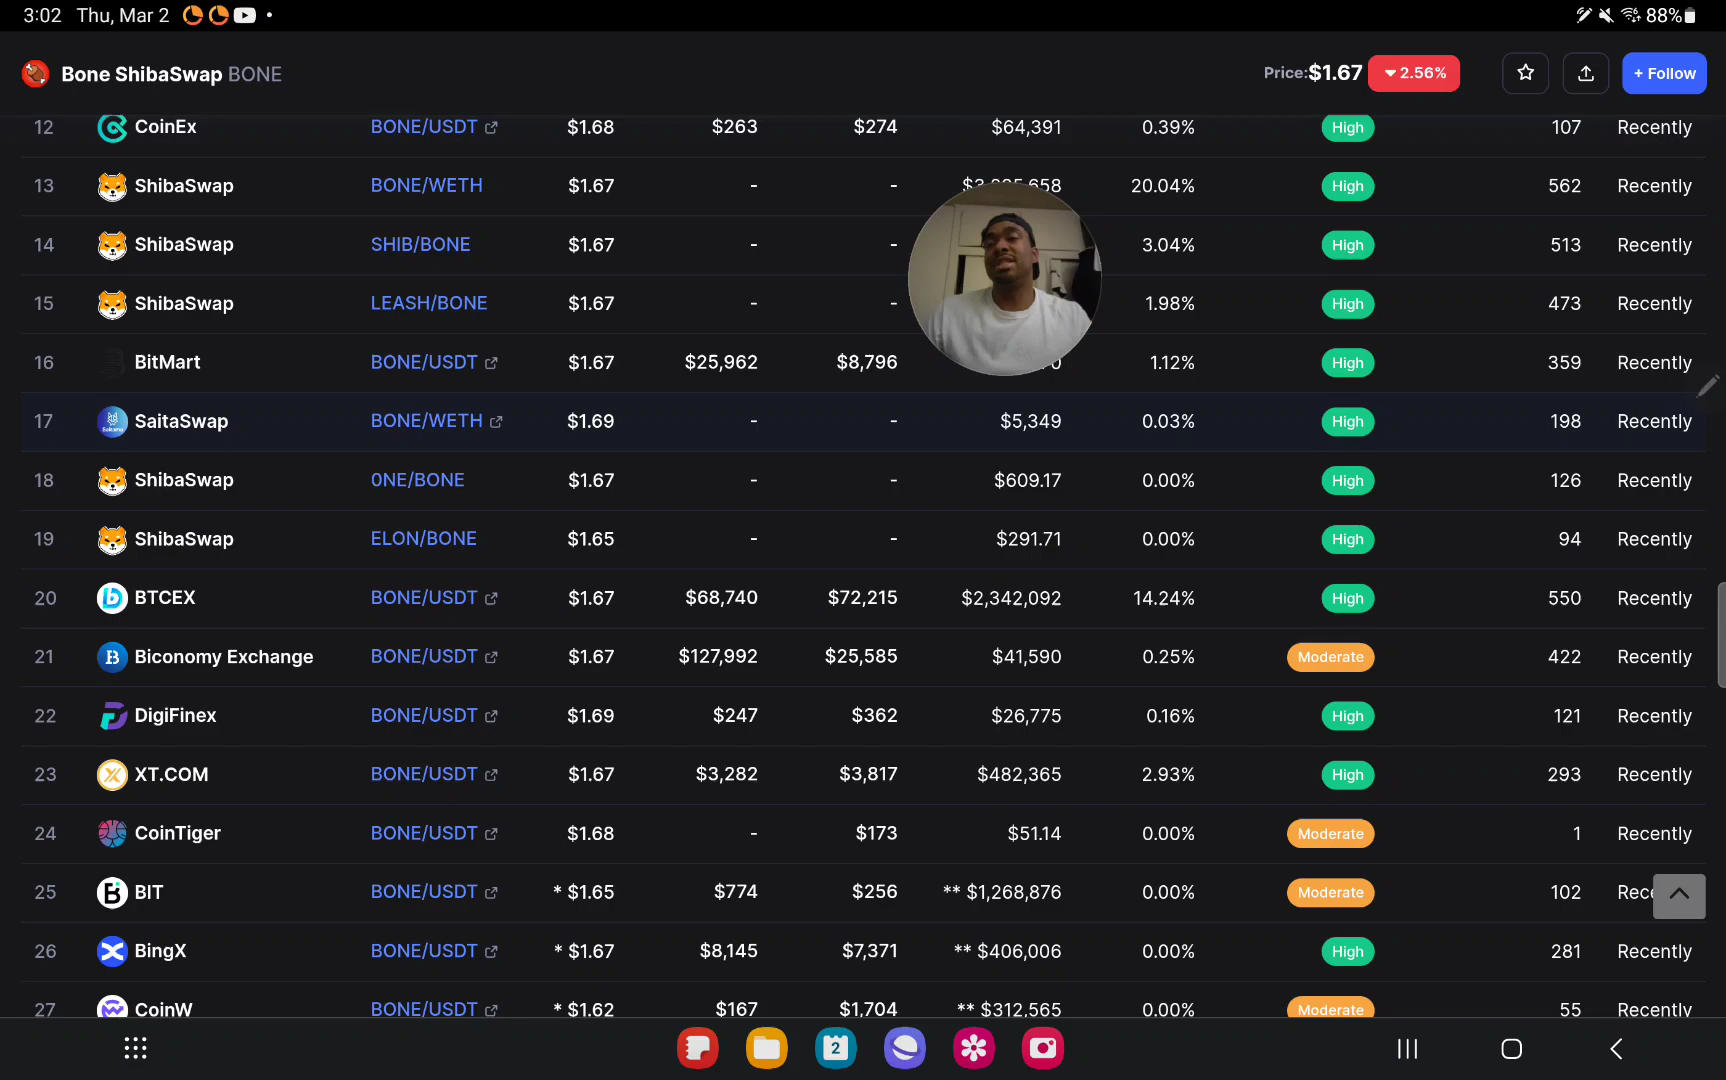 3:02 Thu, Mar 2 88%
Bone ShibaSwap BONE Price:$1.67 2.56% + Follow
12 CoinEx BONE/USDT $1.68 $263 $274 $64,391 0.39% High 107 Recently
13 ShibaSwap BONE/WETH $1.67 - - 658 20.04% High 562 Recently
14 ShibaSwap SHIB/BONE $1.67 - - 3.04% High 513 Recently
15 ShibaSwap LEASH/BONE $1.67 - - 1.98% High 473 Recently
16 BitMart BONE/USDT $1.67 $25,962 $8,796 1.12% High 359 Recently
17 SaitaSwap BONE/WETH $1.69 - - $5,349 0.03% High 198 Recently
18 ShibaSwap 0NE/BONE $1.67 - - $609.17 0.00% High 126 Recently
19 ShibaSwap ELON/BONE $1.65 - - $291.71 0.00% High 94 Recently
20 BTCEX BONE/USDT $1.67 $68,740 $72,215 $2,342,092 14.24% High 550 Recently
21 Biconomy Exchange BONE/USDT $1.67 $127,992 $25,585 $41,590 0.25% Moderate 422 Recently
22 DigiFinex BONE/USDT $1.69 $247 $362 $26,775 0.16% High 121 Recently
23 XT.COM BONE/USDT $1.67 $3,282 $3,817 $482,365 2.93% High 293 Recently
24 CoinTiger BONE/USDT $1.68 - $173 $51.14 0.00% Moderate 1 Recently
25 BIT BONE/USDT * $1.65 $774 $256 ** $1,268,876 0.00% Moderate 102
26 BingX BONE/USDT * $1.67 $8,145 $7,371 ** $406,006 0.00% High 281 Recently
27 CoinW BONE/USDT * $1.62 $167 $1,704 ** $312,565 0.00% Moderate 55 Recently
2